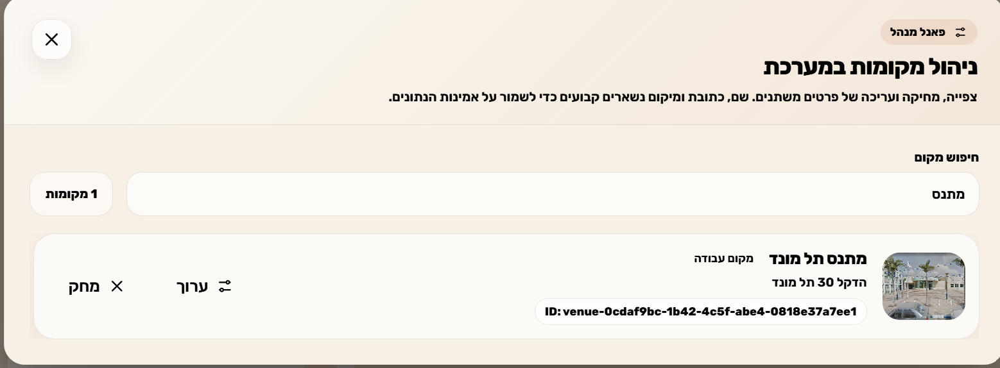 פאנל מנהל
ניהול מקומות במערכת
צפייה, מחיקה ועריכה של פרטים משתנים. שם, כתובת ומיקום נשארים קבועים כדי לשמור על אמינות הנתונים.
חיפוש מקום
מתנס
1 מקומות
מתנס תל מונד מקום עבודה
הדקל 30 תל מונד
ID: venue-0cdaf9bc-1b42-4c5f-abe4-0818e37a7ee1
ערוך
מחק